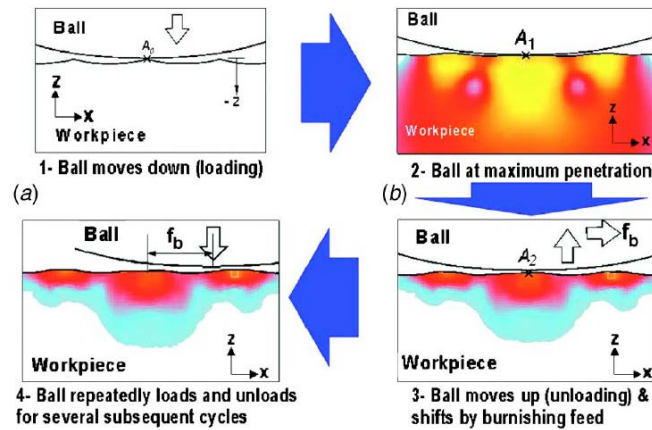 Ball
A₀
Z
X
- z
Workpiece
1- Ball moves down (loading)
Ball
A₁
Workpiece
z
x
2- Ball at maximum penetration
(a)
(b)
Ball
f_b
A₂
Workpiece
z
x
3- Ball moves up (unloading) &
shifts by burnishing feed
Ball
f_b
Workpiece
z
x
4- Ball repeatedly loads and unloads
for several subsequent cycles